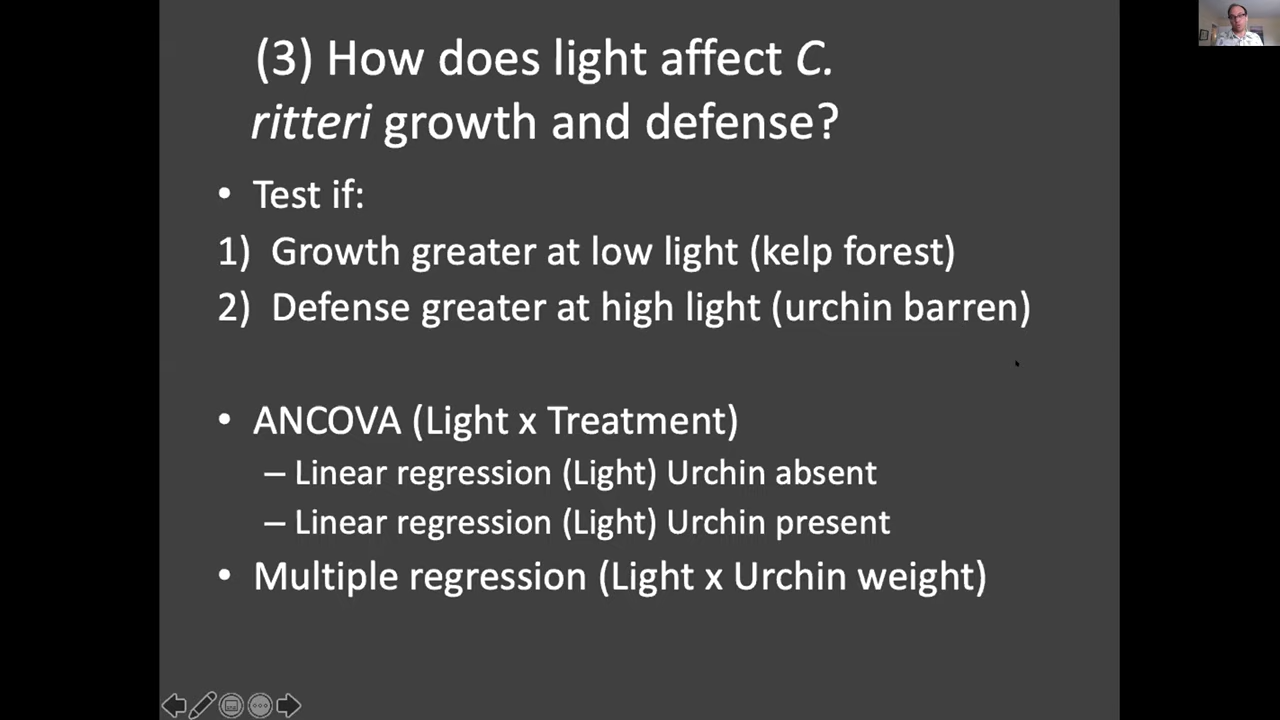 (3) How does light affect C.
ritteri growth and defense?
• Test if:
1) Growth greater at low light (kelp forest)
2) Defense greater at high light (urchin barren)
• ANCOVA (Light x Treatment)
– Linear regression (Light) Urchin absent
– Linear regression (Light) Urchin present
• Multiple regression (Light x Urchin weight)